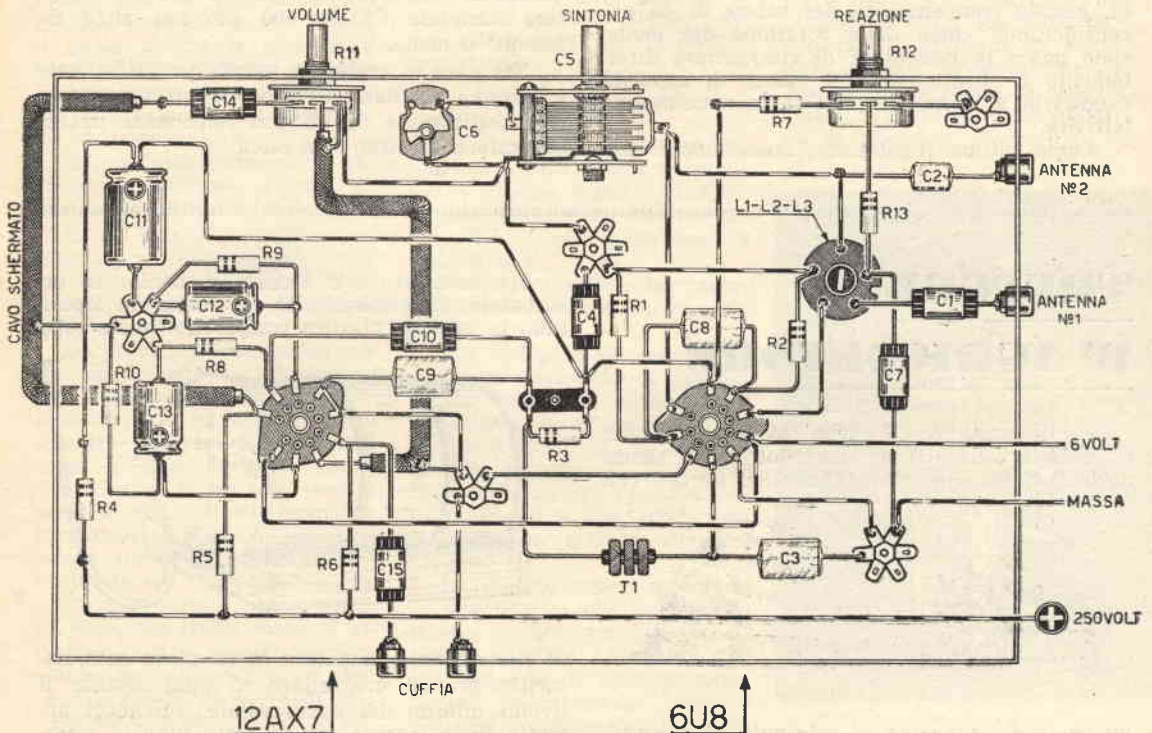 VOLUME
SINTONIA
REAZIONE
R11
C5
R12
C14
C6
R7
C2
ANTENNA
Nº2
C11
R13
L1-L2-L3
R9
CAVO SCHERMATO
C12
C4
R1
C8
R2
C1
ANTENNA
Nº1
C10
R8
C9
C7
R10
C13
R3
6 VOLT
MASSA
R4
R5
R6
C15
J1
C3
250 VOLT
CUFFIA
12AX7
6U8